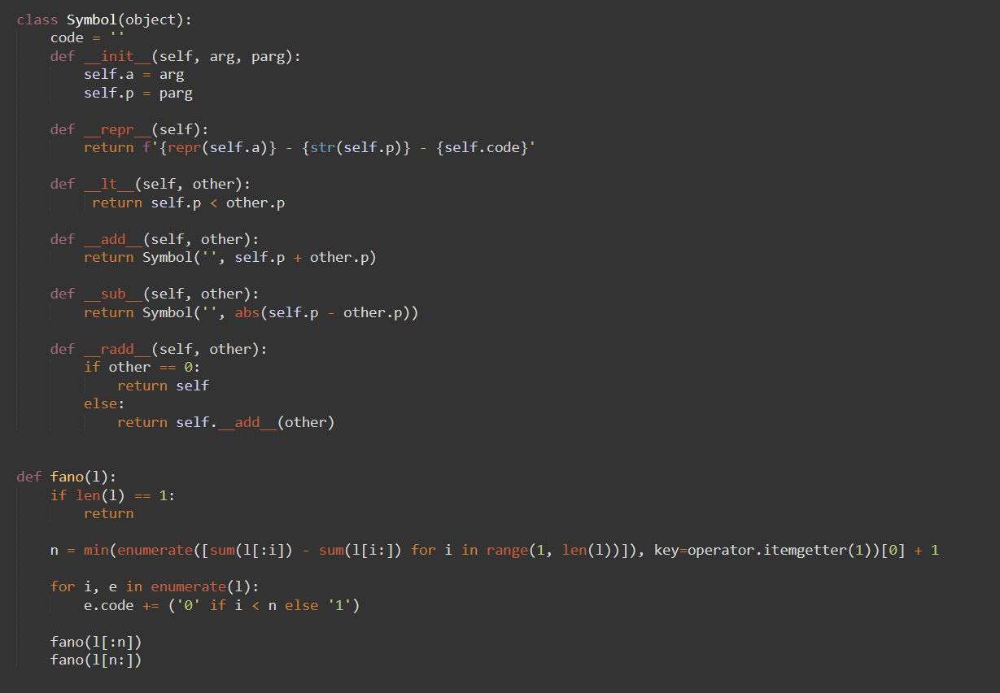 class Symbol(object):
    code = ''
    def __init__(self, arg, parg):
        self.a = arg
        self.p = parg

    def __repr__(self):
        return f'{repr(self.a)} - {str(self.p)} - {self.code}'

    def __lt__(self, other):
         return self.p < other.p

    def __add__(self, other):
        return Symbol('', self.p + other.p)

    def __sub__(self, other):
        return Symbol('', abs(self.p - other.p))

    def __radd__(self, other):
        if other == 0:
            return self
        else:
            return self.__add__(other)


def fano(l):
    if len(l) == 1:
        return

    n = min(enumerate([sum(l[:i]) - sum(l[i:]) for i in range(1, len(l))]), key=operator.itemgetter(1))[0] + 1

    for i, e in enumerate(l):
        e.code += ('0' if i < n else '1')

    fano(l[:n])
    fano(l[n:])